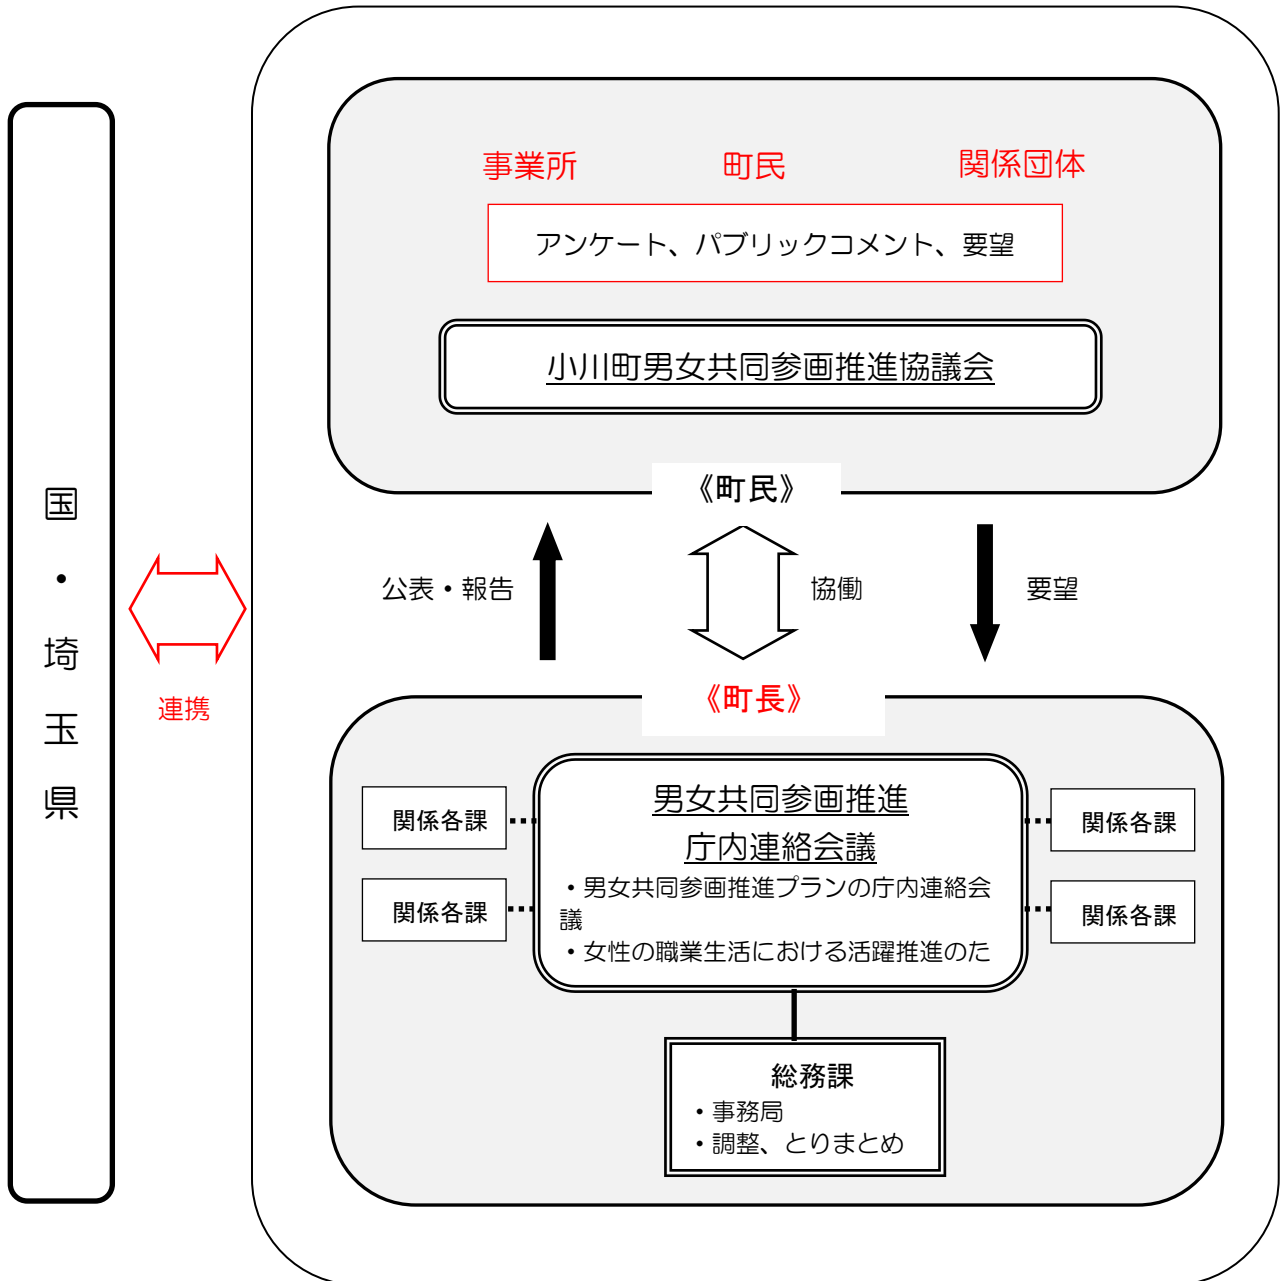 事業所
町民
関係団体
アンケート、パブリックコメント、要望
小川町男女共同参画推進協議会
《町民》
国・埼玉県
連携
公表・報告
協働
要望
《町長》
関係各課
関係各課
男女共同参画推進
庁内連絡会議
・男女共同参画推進プランの庁内連絡会
議
・女性の職業生活における活躍推進のた
関係各課
関係各課
総務課
・事務局
・調整、とりまとめ